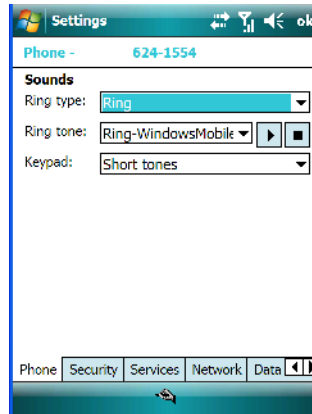 Settings ok
Phone - 624-1554
Sounds
Ring type: Ring
Ring tone: Ring-WindowsMobile
Keypad: Short tones
Phone Security Services Network Data